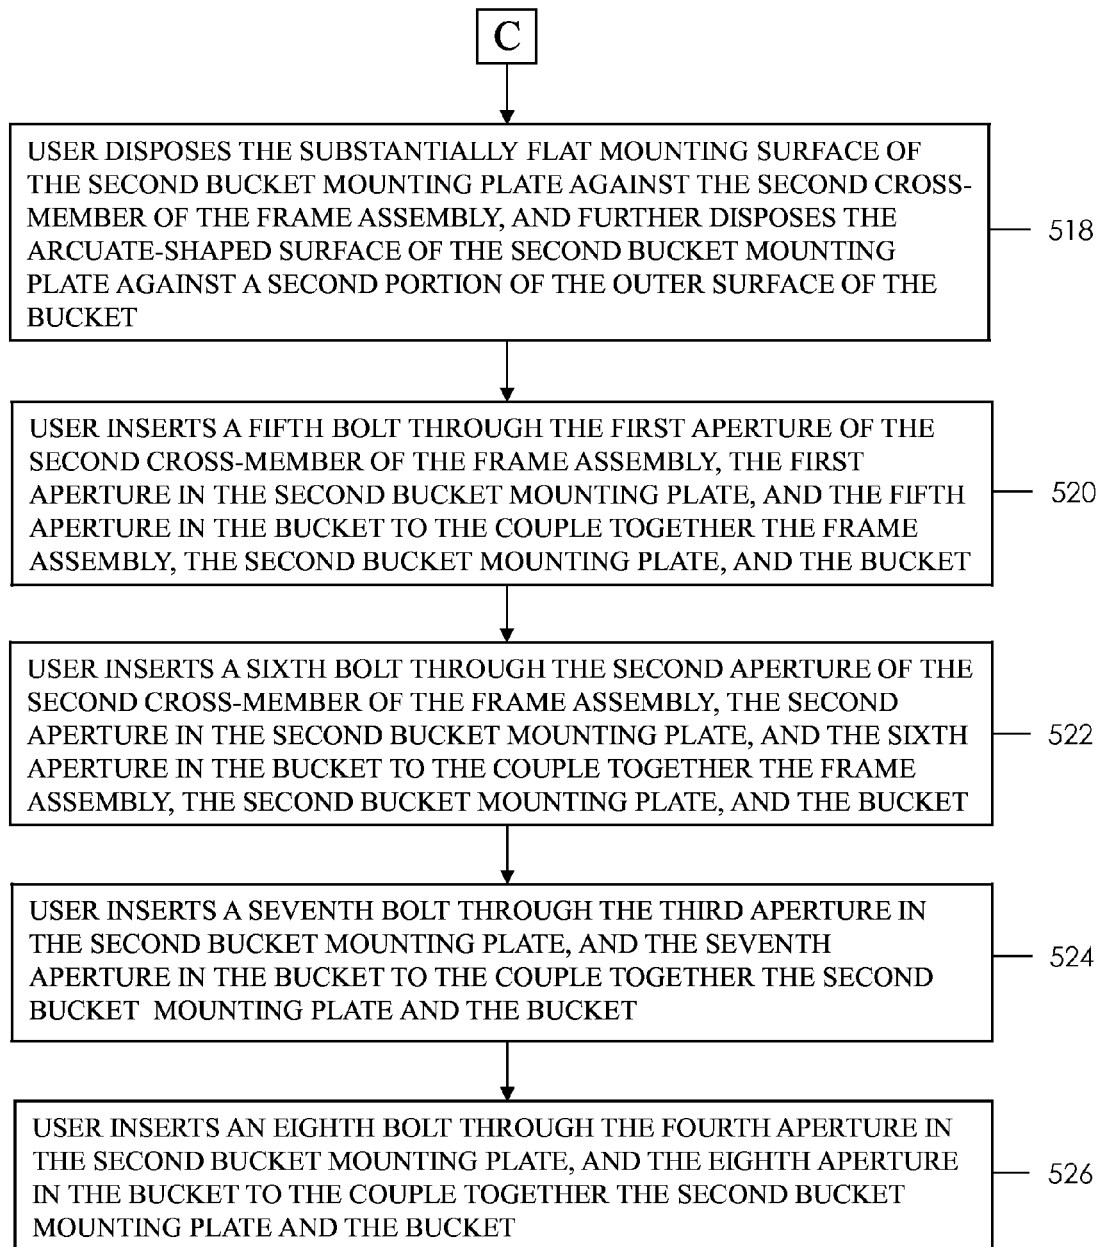 C
USER DISPOSES THE SUBSTANTIALLY FLAT MOUNTING SURFACE OF
THE SECOND BUCKET MOUNTING PLATE AGAINST THE SECOND CROSS-
MEMBER OF THE FRAME ASSEMBLY, AND FURTHER DISPOSES THE
ARCUATE-SHAPED SURFACE OF THE SECOND BUCKET MOUNTING
PLATE AGAINST A SECOND PORTION OF THE OUTER SURFACE OF THE
BUCKET
518
USER INSERTS A FIFTH BOLT THROUGH THE FIRST APERTURE OF THE
SECOND CROSS-MEMBER OF THE FRAME ASSEMBLY, THE FIRST
APERTURE IN THE SECOND BUCKET MOUNTING PLATE, AND THE FIFTH
APERTURE IN THE BUCKET TO THE COUPLE TOGETHER THE FRAME
ASSEMBLY, THE SECOND BUCKET MOUNTING PLATE, AND THE BUCKET
520
USER INSERTS A SIXTH BOLT THROUGH THE SECOND APERTURE OF THE
SECOND CROSS-MEMBER OF THE FRAME ASSEMBLY, THE SECOND
APERTURE IN THE SECOND BUCKET MOUNTING PLATE, AND THE SIXTH
APERTURE IN THE BUCKET TO THE COUPLE TOGETHER THE FRAME
ASSEMBLY, THE SECOND BUCKET MOUNTING PLATE, AND THE BUCKET
522
USER INSERTS A SEVENTH BOLT THROUGH THE THIRD APERTURE IN
THE SECOND BUCKET MOUNTING PLATE, AND THE SEVENTH
APERTURE IN THE BUCKET TO THE COUPLE TOGETHER THE SECOND
BUCKET MOUNTING PLATE AND THE BUCKET
524
USER INSERTS AN EIGHTH BOLT THROUGH THE FOURTH APERTURE IN
THE SECOND BUCKET MOUNTING PLATE, AND THE EIGHTH APERTURE
IN THE BUCKET TO THE COUPLE TOGETHER THE SECOND BUCKET
MOUNTING PLATE AND THE BUCKET
526